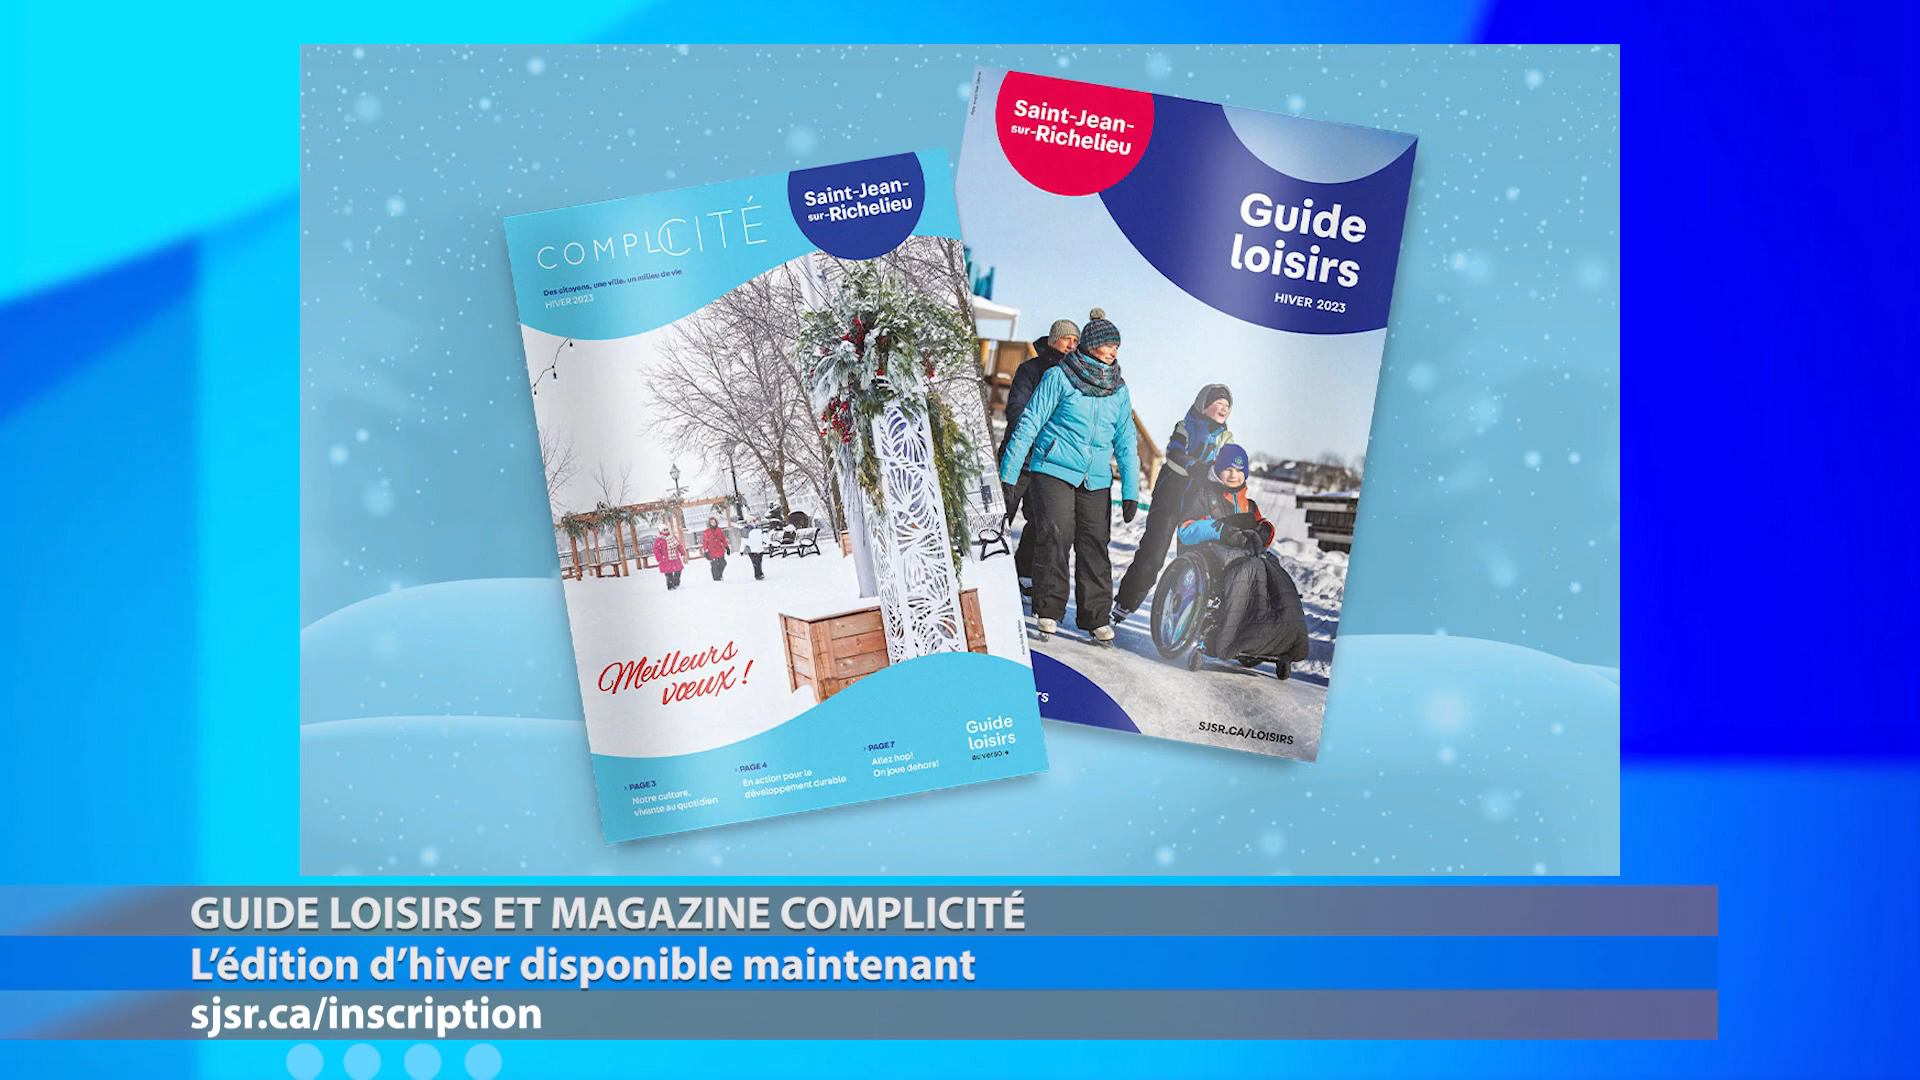 Saint-Jean-
sur-Richelieu
COMPLICITÉ
Des citoyens, une ville, un milieu de vie
HIVER 2023
Meilleurs
vœux !
› PAGE 3
Notre culture,
vivante au quotidien
› PAGE 4
En action pour le
développement durable
› PAGE 7
Allez hop!
On joue dehors!
Guide
loisirs
au verso
Saint-Jean-
sur-Richelieu
Guide
loisirs
HIVER 2023
SJSR.CA/LOISIRS
GUIDE LOISIRS ET MAGAZINE COMPLICITÉ
L’édition d’hiver disponible maintenant
sjsr.ca/inscription